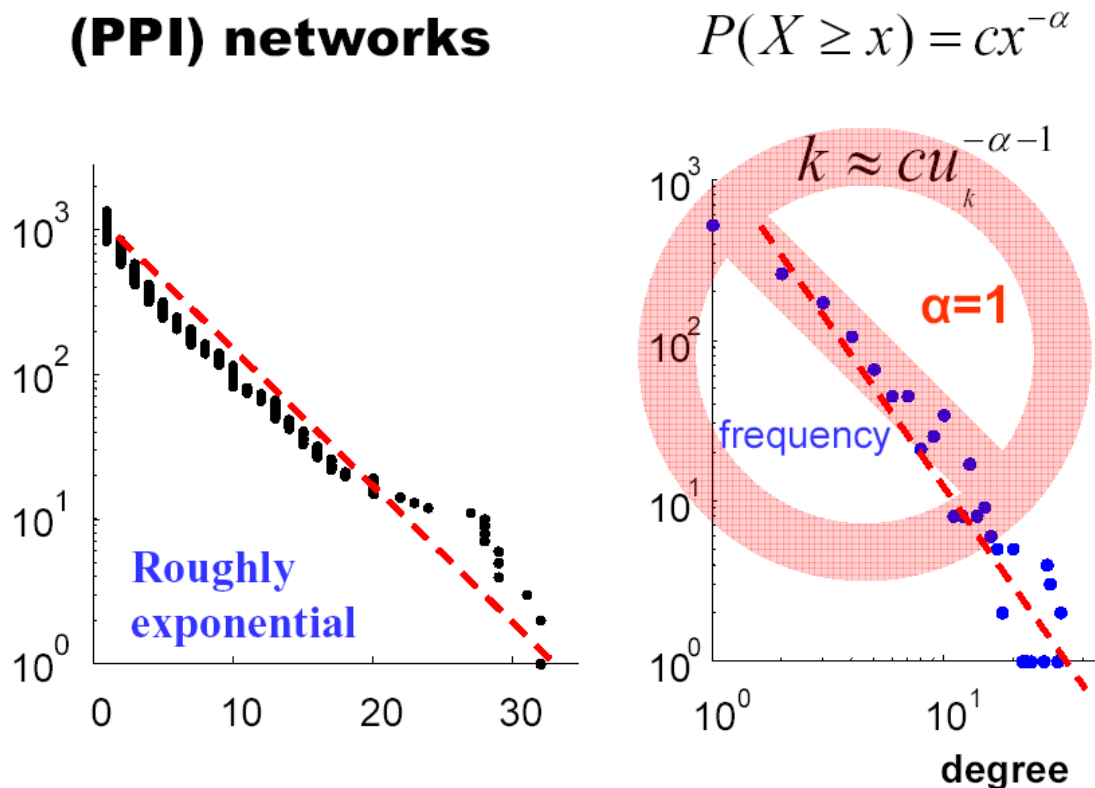 (PPI) networks
P(X ≥ x) = cx^{-α}
k ≈ cu_k^{-α-1}
10^3
10^2
10^1
10^0
0 10 20 30
Roughly
exponential
10^3
10^2
10^1
10^0
10^0 10^1
α=1
frequency
degree